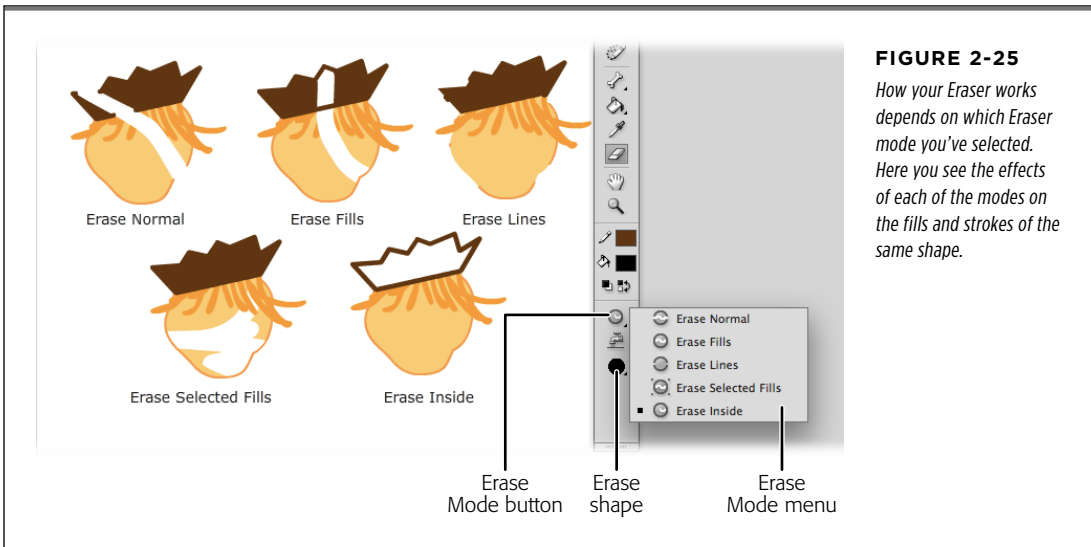 Erase Normal
Erase Fills
Erase Lines
Erase Selected Fills
Erase Inside
Erase Normal
Erase Fills
Erase Lines
Erase Selected Fills
Erase Inside
Erase
Mode button
Erase
shape
Erase
Mode menu
FIGURE 2-25
How your Eraser works
depends on which Eraser
mode you’ve selected.
Here you see the effects
of each of the modes on
the fills and strokes of the
same shape.